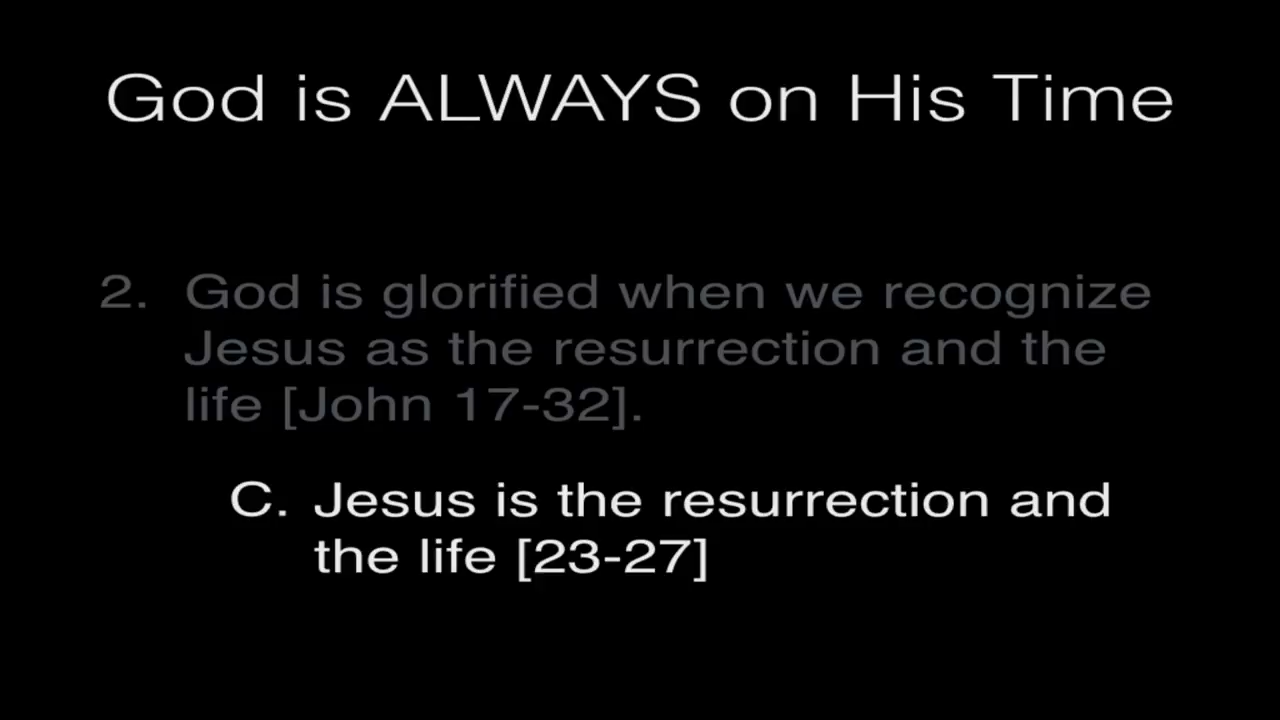 God is ALWAYS on His Time
2. God is glorified when we recognize
Jesus as the resurrection and the
life [John 17-32].
C. Jesus is the resurrection and
the life [23-27]